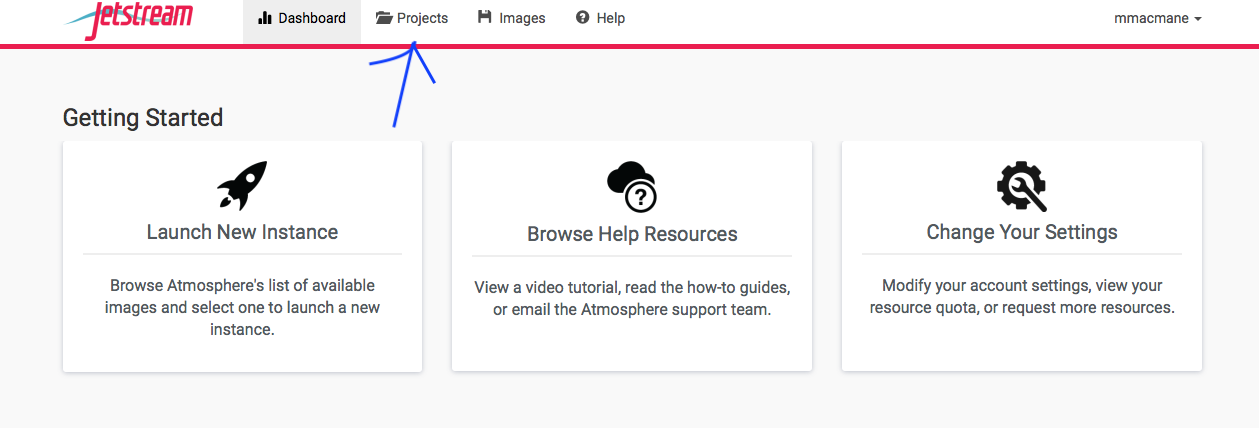 Jetstream
Dashboard Projects Images Help mmacmane
Getting Started
Launch New Instance
Browse Atmosphere's list of available
images and select one to launch a new
instance.
Browse Help Resources
View a video tutorial, read the how-to guides,
or email the Atmosphere support team.
Change Your Settings
Modify your account settings, view your
resource quota, or request more resources.